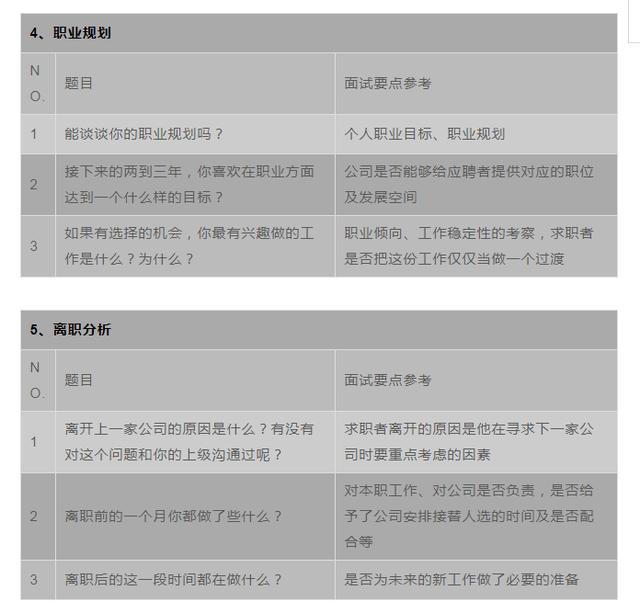 4、职业规划
N
O.
题目
面试要点参考
1
能谈谈你的职业规划吗？
个人职业目标、职业规划
2
接下来的两到三年，你喜欢在职业方面
达到一个什么样的目标？
公司是否能够给应聘者提供对应的职位
及发展空间
3
如果有选择的机会，你最有兴趣做的工
作是什么？为什么？
职业倾向、工作稳定性的考察，求职者
是否把这份工作仅仅当做一个过渡
5、离职分析
N
O.
题目
面试要点参考
1
离开上一家公司的原因是什么？有没有
对这个问题和你的上级沟通过呢？
求职者离开的原因是他在寻求下一家公
司时要重点考虑的因素
2
离职前的一个月你都做了些什么？
对本职工作、对公司是否负责，是否给
予了公司安排接替人选的时间及是否配
合等
3
离职后的这一段时间都在做什么？
是否为未来的新工作做了必要的准备